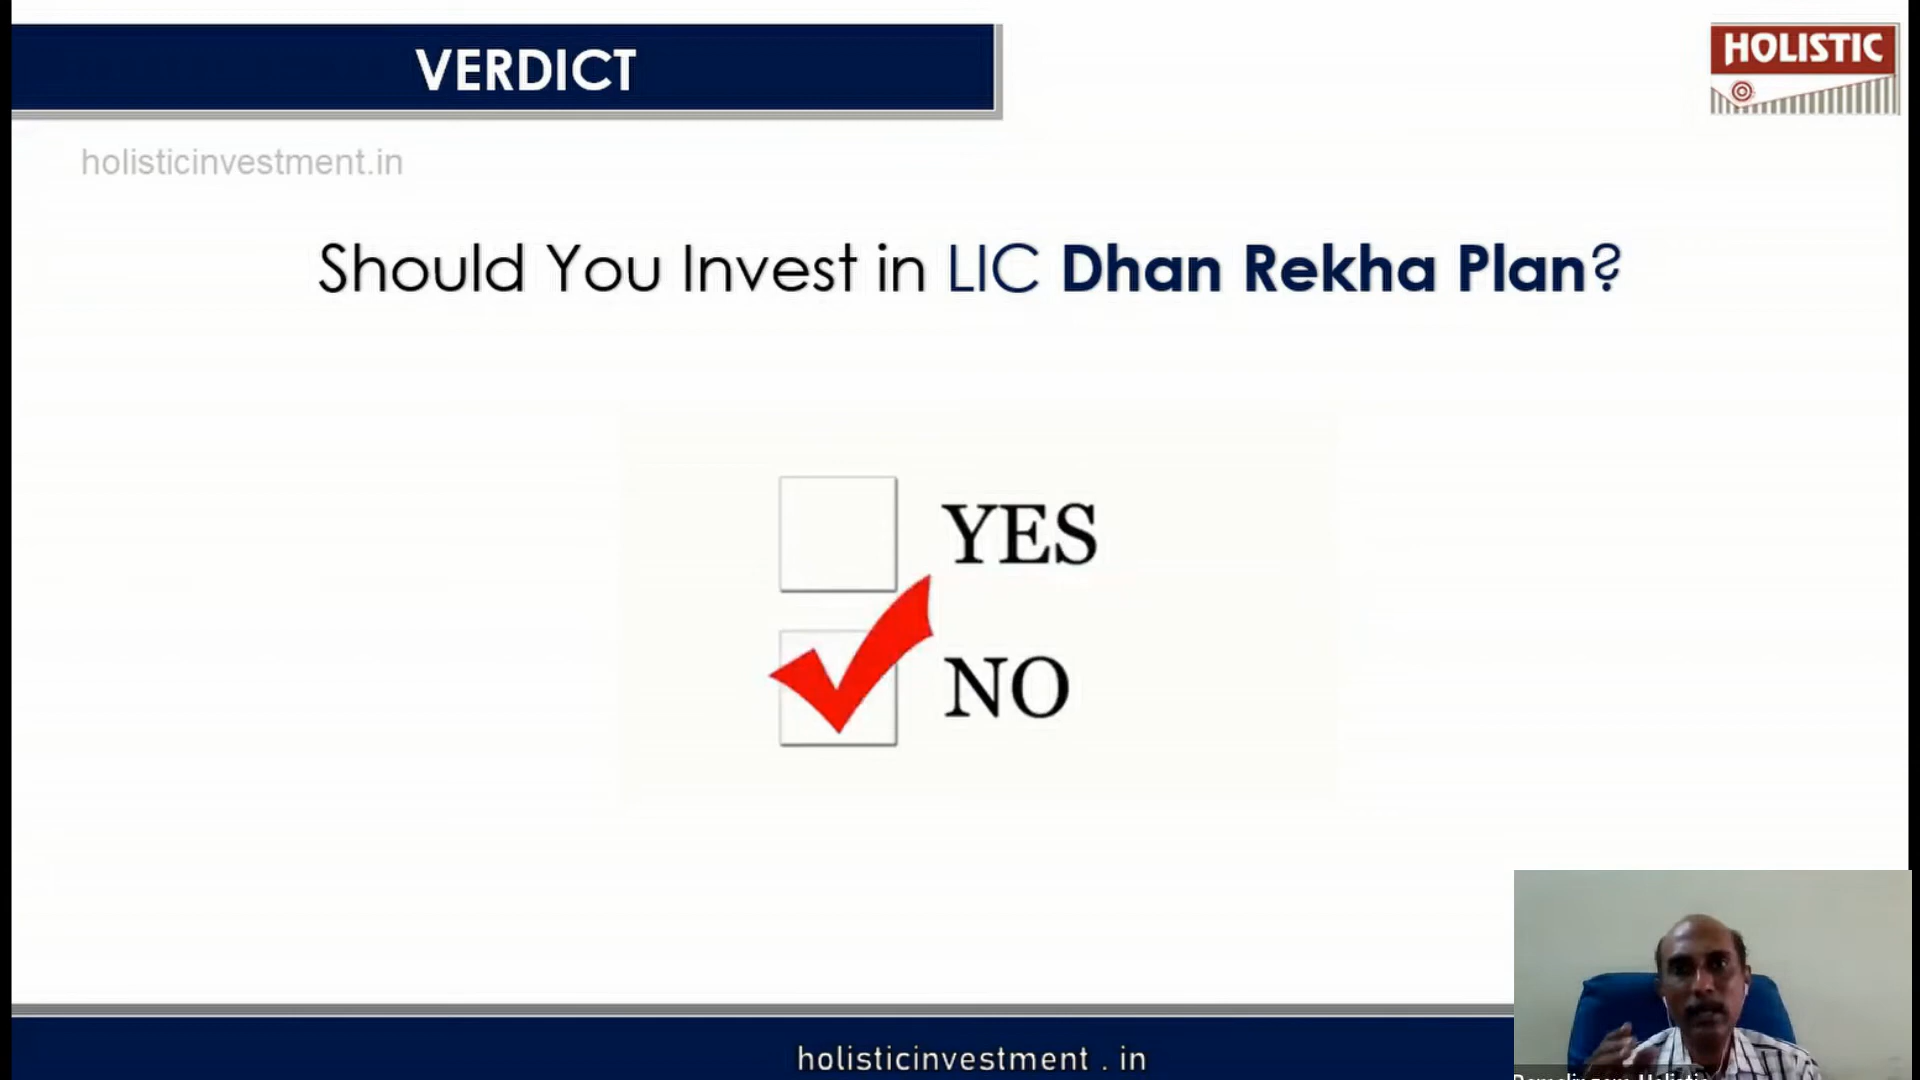 VERDICT
HOLISTIC
holisticinvestment.in
Should You Invest in LIC Dhan Rekha Plan?
YES
NO
holisticinvestment . in